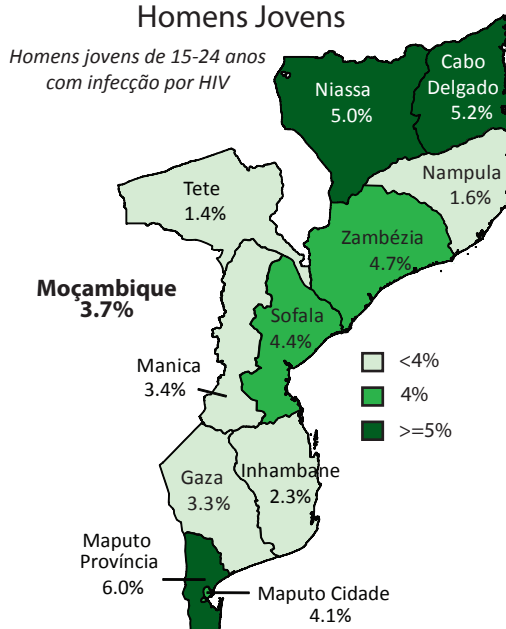 Homens Jovens
Homens jovens de 15-24 anos
com infecção por HIV
Cabo
Delgado
5.2%
Niassa
5.0%
Nampula
1.6%
Tete
1.4%
Zambézia
4.7%
Moçambique
3.7%
Sofala
4.4%
Manica
3.4%
<4%
4%
>=5%
Inhambane
2.3%
Gaza
3.3%
Maputo
Província
6.0%
Maputo Cidade
4.1%